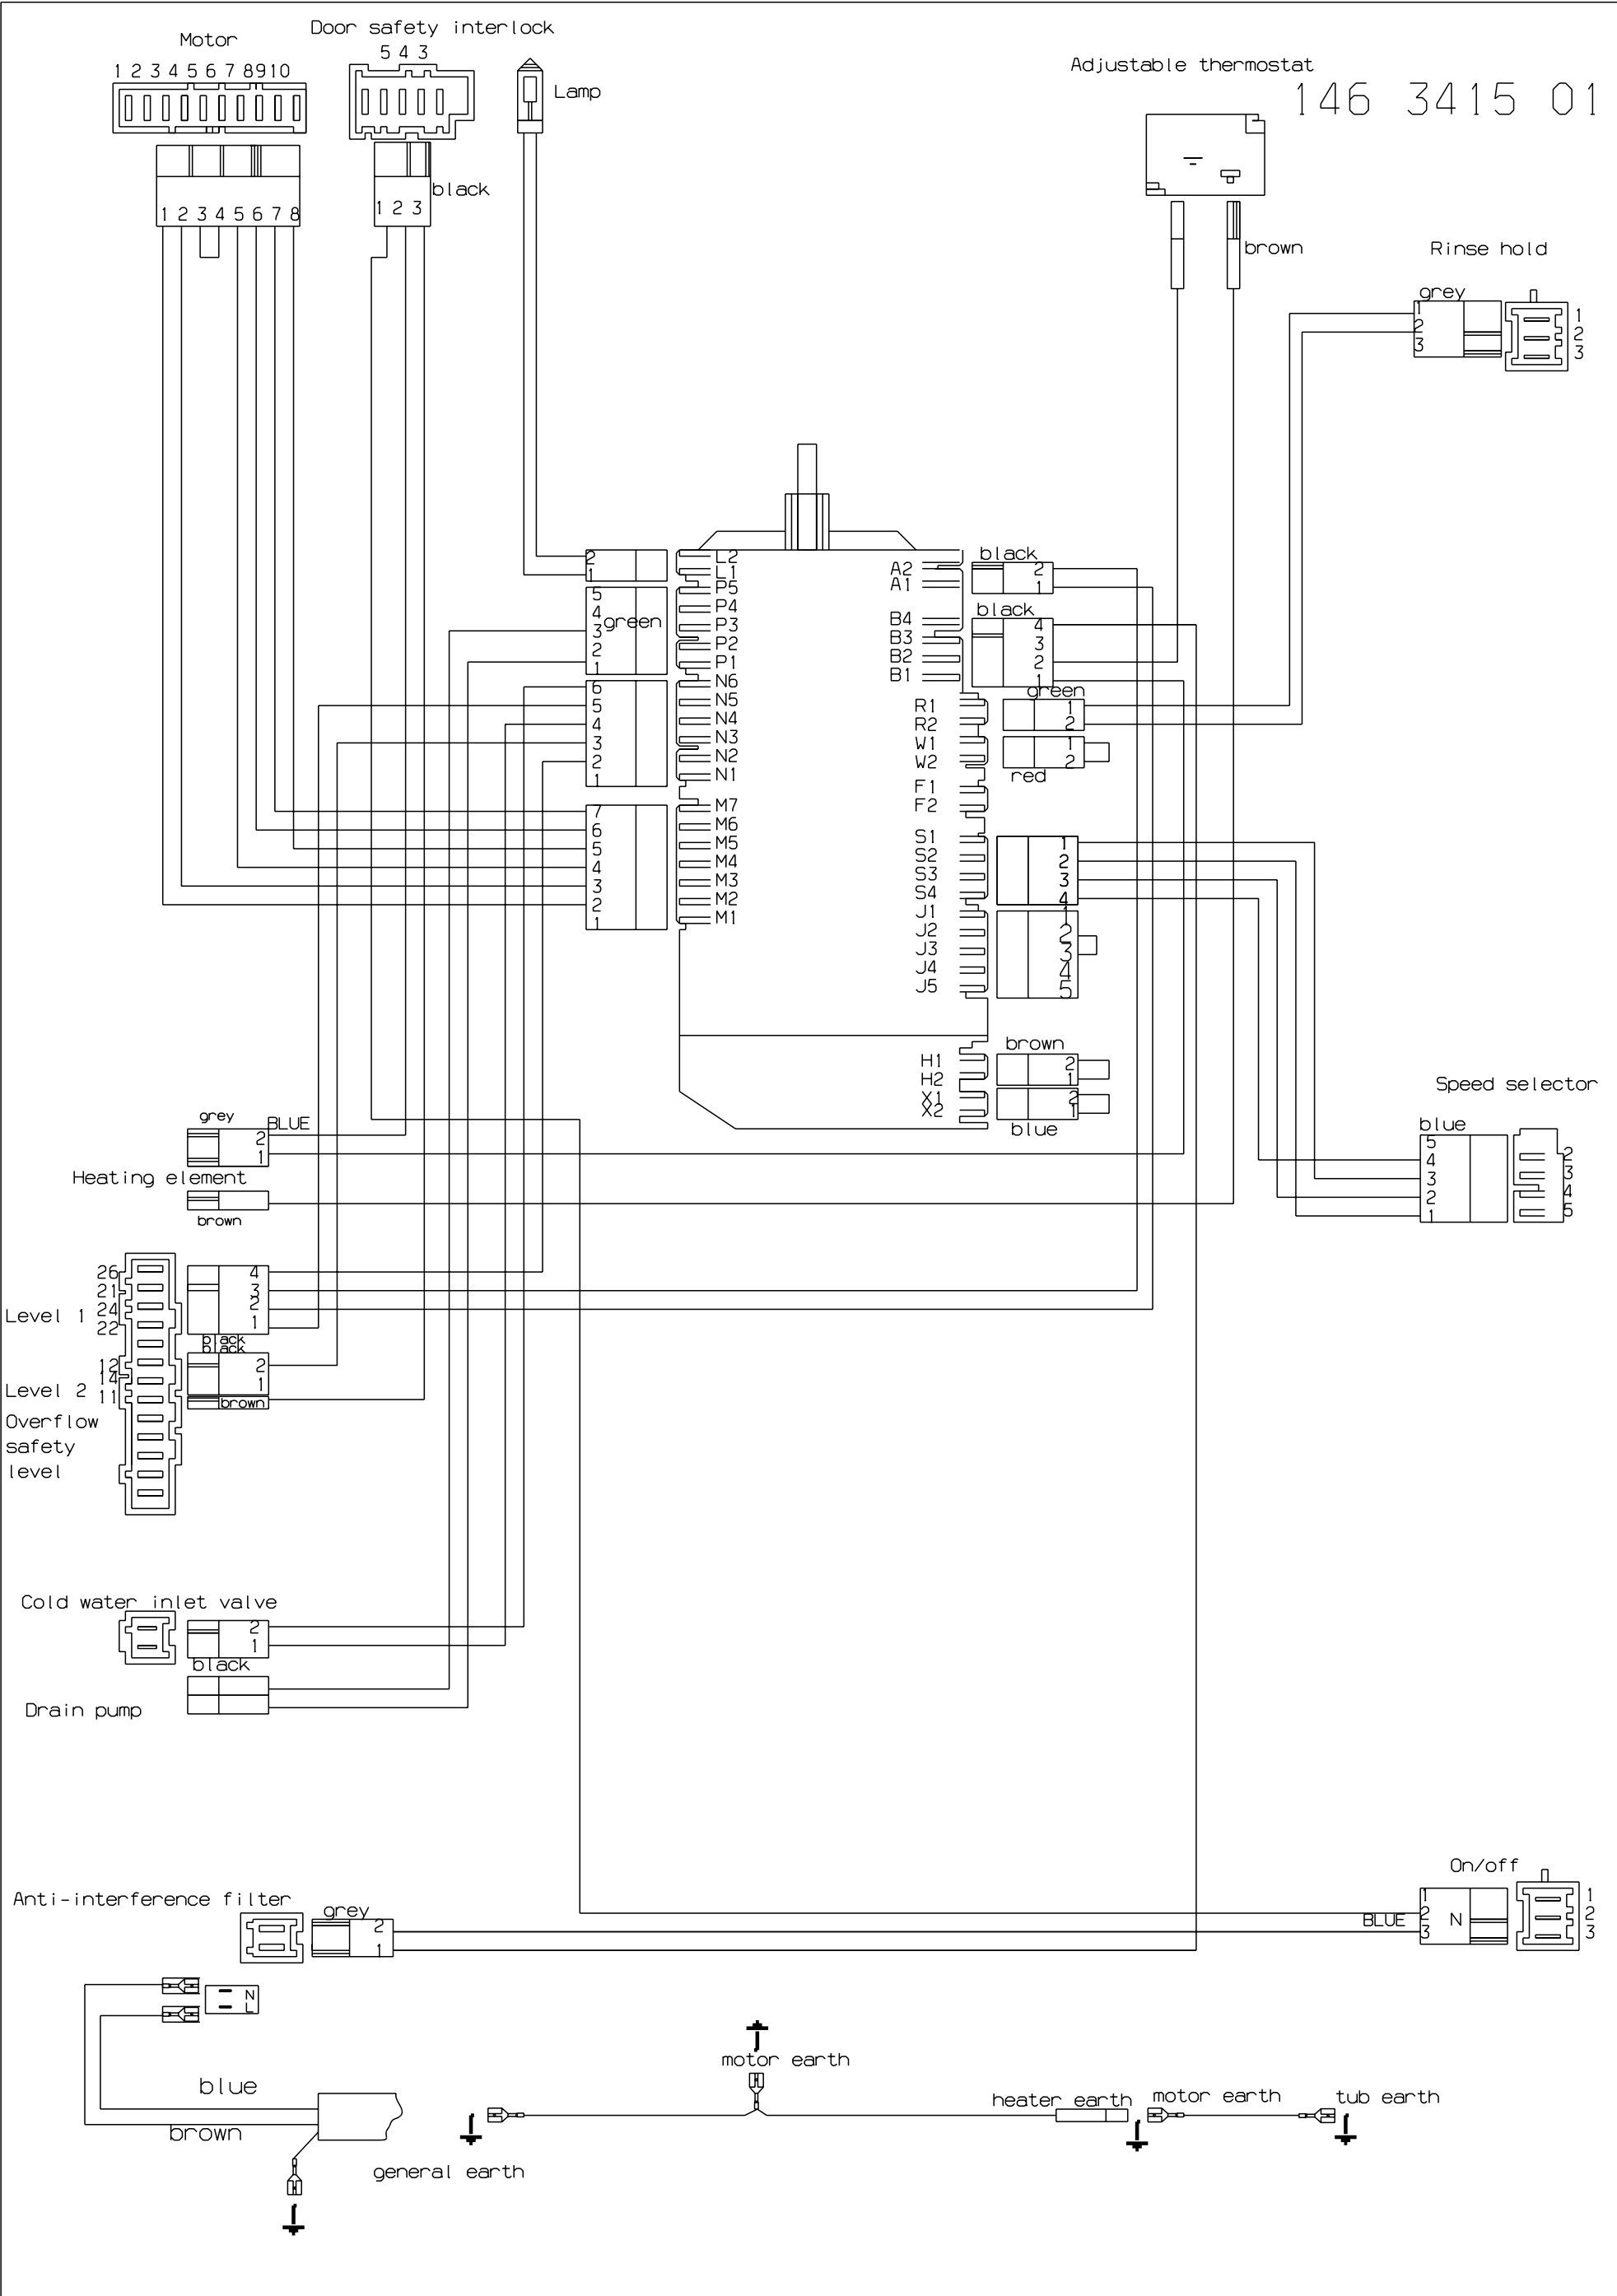 Door safety interlock
Motor
5 4 3
1 2 3 4 5 6 7 8 9 10
Lamp
Adjustable thermostat
146 3415 01
black
1 2 3 4 5 6 7 8
1 2 3
brown
Rinse hold
grey
1
2
3
1
2
3
2
1
L2
L1
A2
A1
black
2
1
5
4
3
2
1
green
P5
P4
P3
P2
P1
B4
B3
B2
B1
black
4
3
2
1
6
5
4
3
2
1
N6
N5
N4
N3
N2
N1
R1
R2
green
1
2
W1
W2
1
2
red
F1
F2
7
6
5
4
3
2
1
M7
M6
M5
M4
M3
M2
M1
S1
S2
S3
S4
1
2
3
4
J1
J2
J3
J4
J5
1
2
3
4
5
H1
H2
brown
2
1
X1
X2
2
1
blue
Speed selector
blue
5
4
3
2
1
2
3
4
5
grey
BLUE
2
1
Heating element
brown
26
21
24
22
Level 1
4
3
2
1
black
black
12
14
11
Level 2
2
1
brown
Overflow
safety
level
Cold water inlet valve
2
1
black
Drain pump
On/off
1
2
3
N
BLUE
1
2
3
Anti-interference filter
grey
2
1
N
L
blue
brown
motor earth
heater earth
motor earth
tub earth
general earth